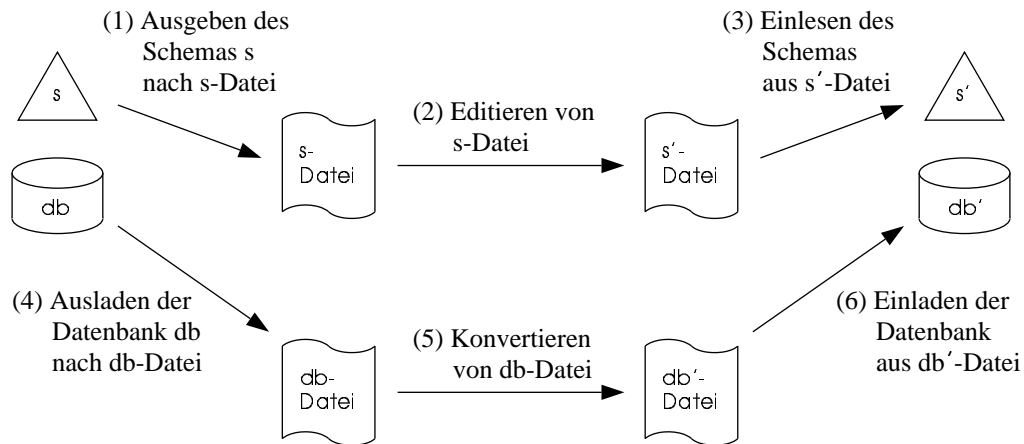 (1) Ausgeben des
Schemas s
nach s-Datei
(3) Einlesen des
Schemas
aus s′-Datei
s
s′
(2) Editieren von
s-Datei
s-
Datei
s′-
Datei
db
db′
(4) Ausladen der
Datenbank db
nach db-Datei
(6) Einladen der
Datenbank
aus db′-Datei
(5) Konvertieren
von db-Datei
db-
Datei
db′-
Datei